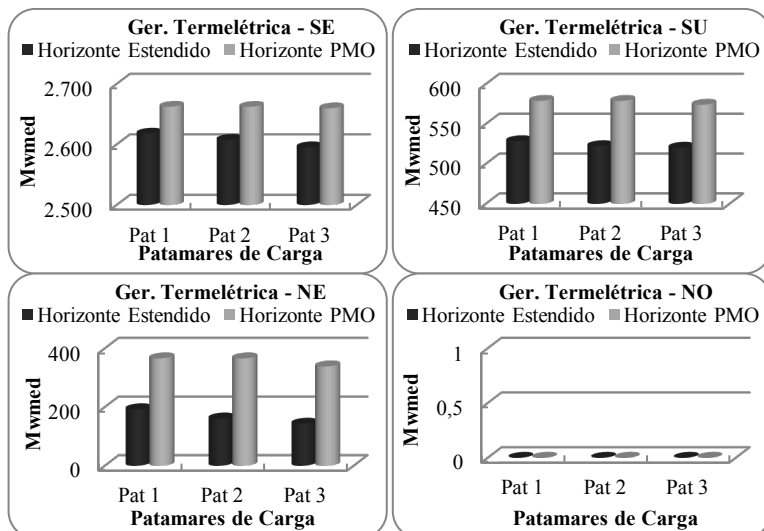 Ger. Termelétrica - SE
Horizonte Estendido Horizonte PMO
2.700
2.600
2.500
Mwmed
Pat 1 Pat 2 Pat 3
Patamares de Carga
Ger. Termelétrica - SU
Horizonte Estendido Horizonte PMO
600
550
500
450
Mwmed
Pat 1 Pat 2 Pat 3
Patamares de Carga
Ger. Termelétrica - NE
Horizonte Estendido Horizonte PMO
400
200
0
Mwmed
Pat 1 Pat 2 Pat 3
Patamares de Carga
Ger. Termelétrica - NO
Horizonte Estendido Horizonte PMO
1
0,5
0
Mwmed
Pat 1 Pat 2 Pat 3
Patamares de Carga